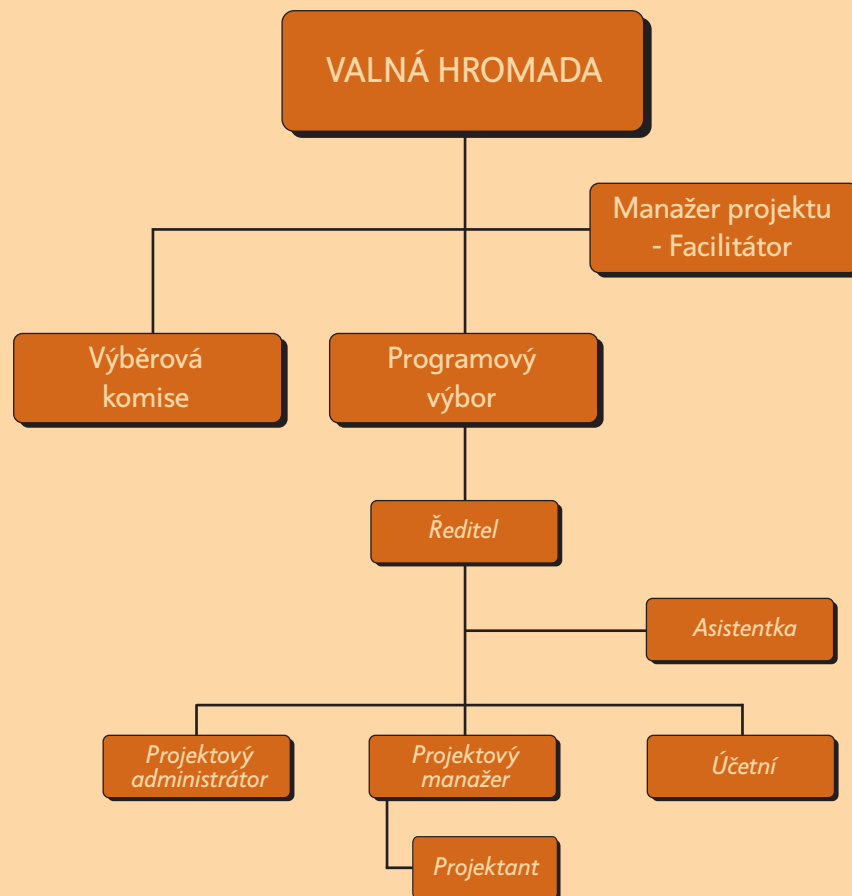 VALNÁ HROMADA
Manažer projektu
- Facilitátor
Výběrová
komise
Programový
výbor
Ředitel
Asistentka
Projektový
administrátor
Projektový
manažer
Účetní
Projektant